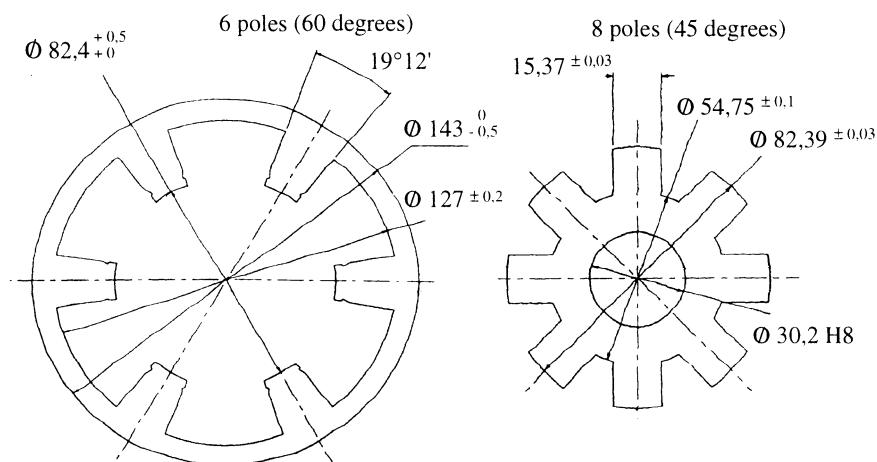 6 poles (60 degrees)
Ø 82,4 +0,5 +0
19°12'
Ø 143 0 -0,5
Ø 127 ±0,2
8 poles (45 degrees)
15,37 ±0,03
Ø 54,75 ±0,1
Ø 82,39 ±0,03
Ø 30,2 H8